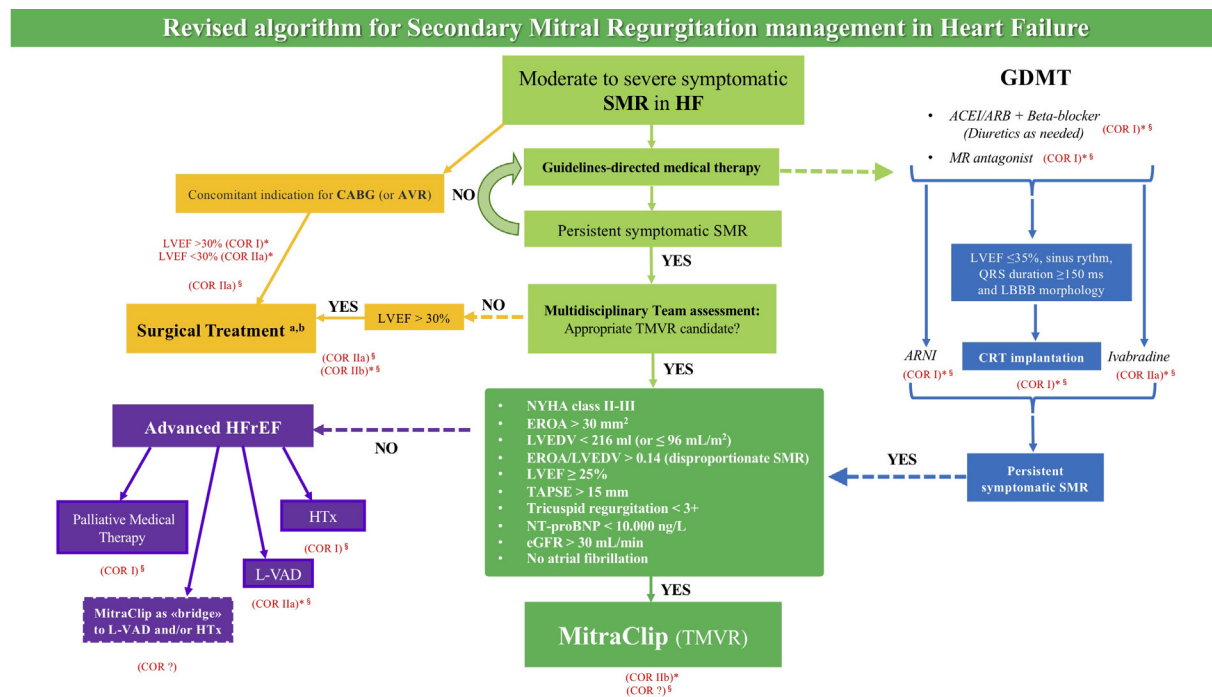 Revised algorithm for Secondary Mitral Regurgitation management in Heart Failure
Moderate to severe symptomatic
SMR in HF
Guidelines-directed medical therapy
NO
Persistent symptomatic SMR
YES
Concomitant indication for CABG (or AVR)
LVEF >30% (COR I)*
LVEF <30% (COR IIa)*
(COR IIa) §
Surgical Treatment a,b
YES
LVEF > 30%
NO
(COR IIa) §
(COR IIb)* §
Multidisciplinary Team assessment:
Appropriate TMVR candidate?
YES
• NYHA class II-III
• EROA > 30 mm²
• LVEDV < 216 ml (or ≤ 96 mL/m²)
• EROA/LVEDV > 0.14 (disproportionate SMR)
• LVEF ≥ 25%
• TAPSE > 15 mm
• Tricuspid regurgitation < 3+
• NT-proBNP < 10.000 ng/L
• eGFR > 30 mL/min
• No atrial fibrillation
NO
Advanced HFrEF
Palliative Medical
Therapy
(COR I) §
HTx
(COR I) §
L-VAD
(COR IIa)* §
MitraClip as «bridge»
to L-VAD and/or HTx
(COR ?)
YES
MitraClip (TMVR)
(COR IIb)*
(COR ?) §
GDMT
• ACEI/ARB + Beta-blocker
(Diuretics as needed) (COR I)* §
• MR antagonist (COR I)* §
LVEF ≤35%, sinus rythm,
QRS duration ≥150 ms
and LBBB morphology
ARNI
(COR I)* §
CRT implantation
(COR I)* §
Ivabradine
(COR IIa)* §
Persistent
symptomatic SMR
YES